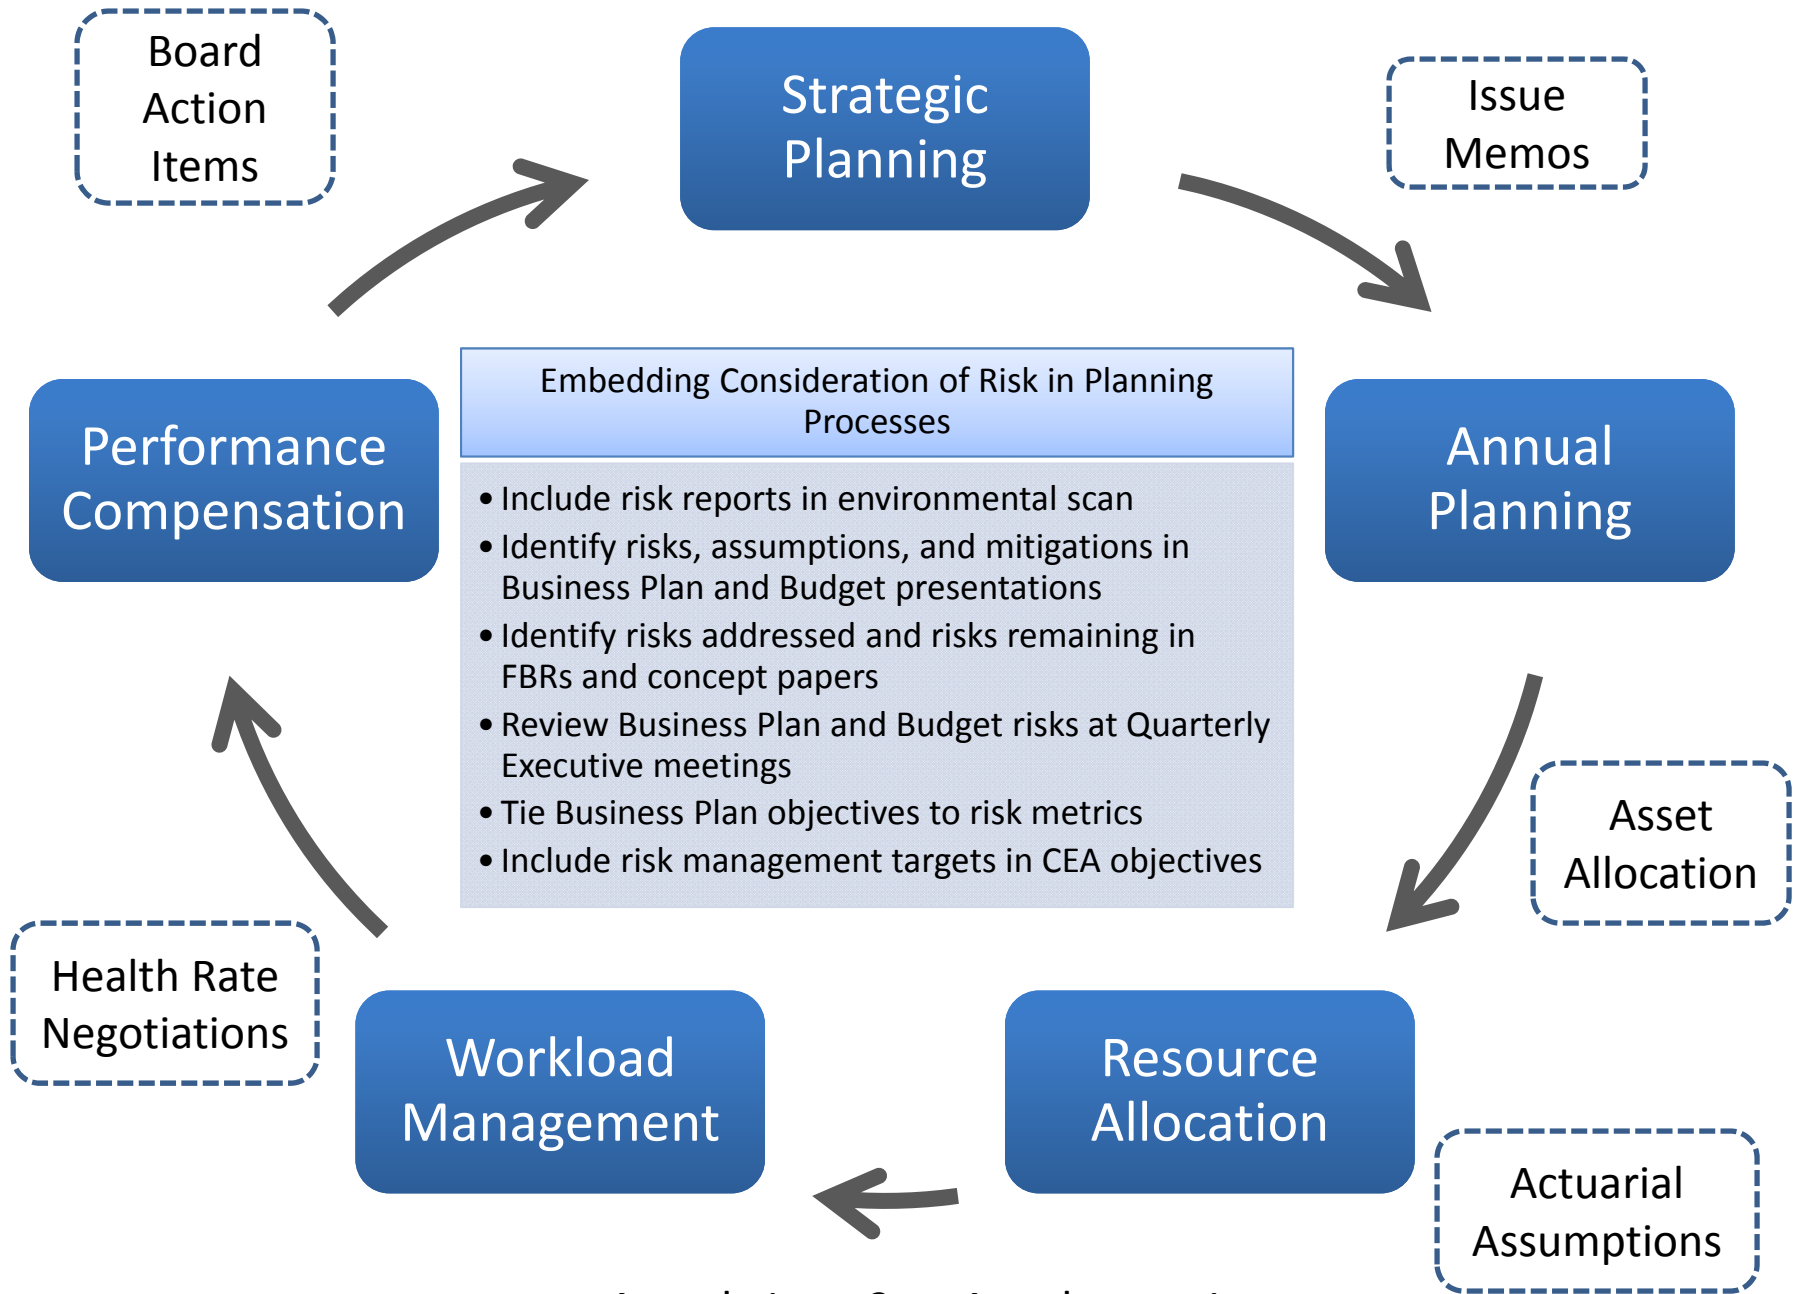 Board
Action
Items
Strategic
Planning
Issue
Memos
Performance
Compensation
Embedding Consideration of Risk in Planning
Processes
• Include risk reports in environmental scan
• Identify risks, assumptions, and mitigations in
Business Plan and Budget presentations
• Identify risks addressed and risks remaining in
FBRs and concept papers
• Review Business Plan and Budget risks at Quarterly
Executive meetings
• Tie Business Plan objectives to risk metrics
• Include risk management targets in CEA objectives
Annual
Planning
Asset
Allocation
Health Rate
Negotiations
Workload
Management
Resource
Allocation
Actuarial
Assumptions